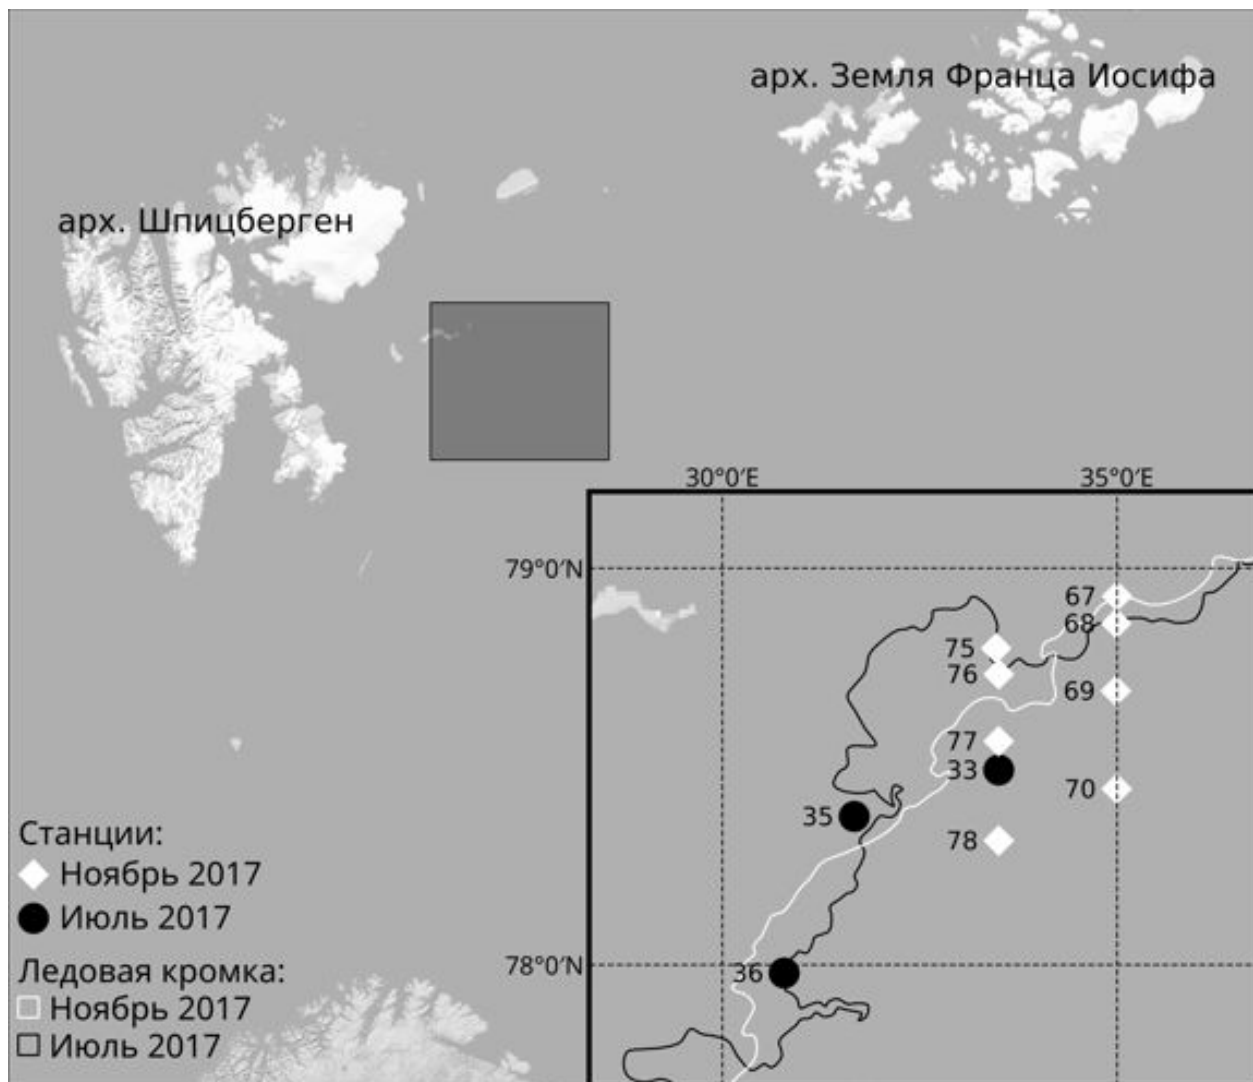 арх. Земля Франца Иосифа
арх. Шпицберген
30°0′E 35°0′E
79°0′N
67
68
75
76
69
77
33
70
35
78
78°0′N
36
Станции:
Ноябрь 2017
Июль 2017
Ледовая кромка:
Ноябрь 2017
Июль 2017